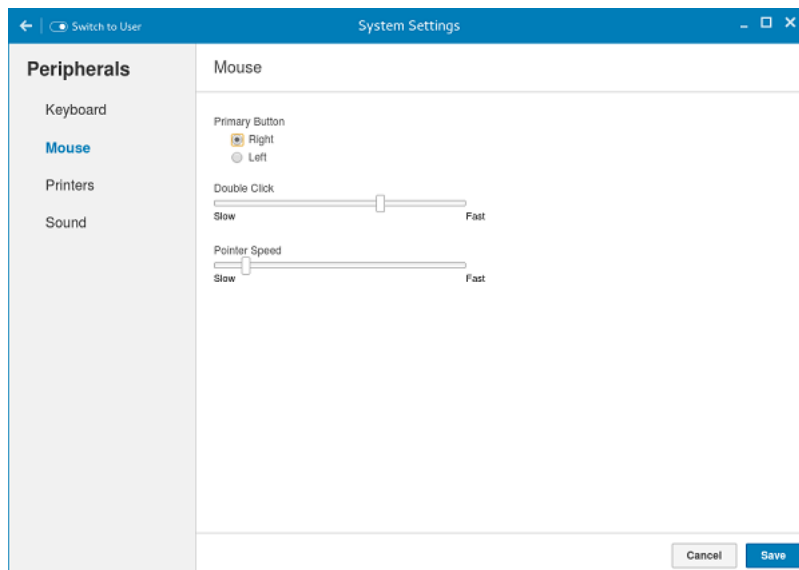 Switch to User
System Settings
Peripherals
Keyboard
Mouse
Printers
Sound
Mouse
Primary Button
Right
Left
Double Click
Slow Fast
Pointer Speed
Slow Fast
Cancel Save